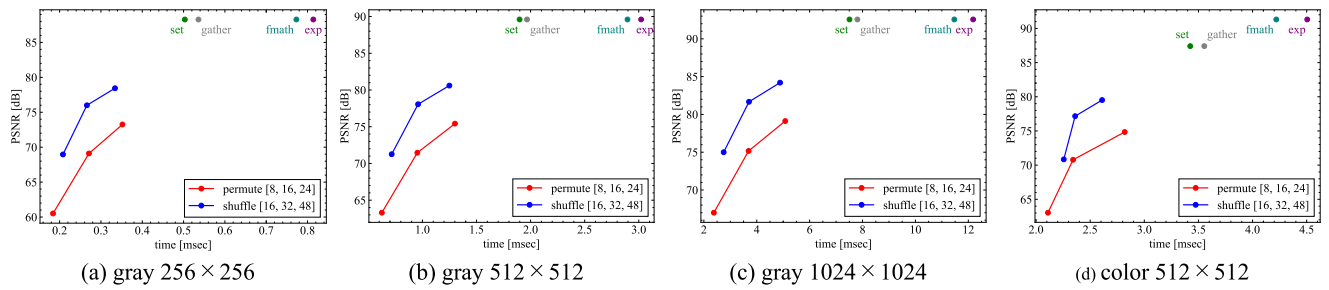 85
80
75
70
65
60
PSNR [dB]
set
gather
fmath
exp
permute [8, 16, 24]
shuffle [16, 32, 48]
0.2 0.3 0.4 0.5 0.6 0.7 0.8
time [msec]
(a) gray 256×256
90
85
80
75
70
65
PSNR [dB]
set
gather
fmath
exp
permute [8, 16, 24]
shuffle [16, 32, 48]
1.0 1.5 2.0 2.5 3.0
time [msec]
(b) gray 512×512
90
85
80
75
70
PSNR [dB]
set
gather
fmath
exp
permute [8, 16, 24]
shuffle [16, 32, 48]
2 4 6 8 10 12
time [msec]
(c) gray 1024×1024
90
85
80
75
70
65
PSNR [dB]
set
gather
fmath
exp
permute [8, 16, 24]
shuffle [16, 32, 48]
2.0 2.5 3.0 3.5 4.0 4.5
time [msec]
(d) color 512×512